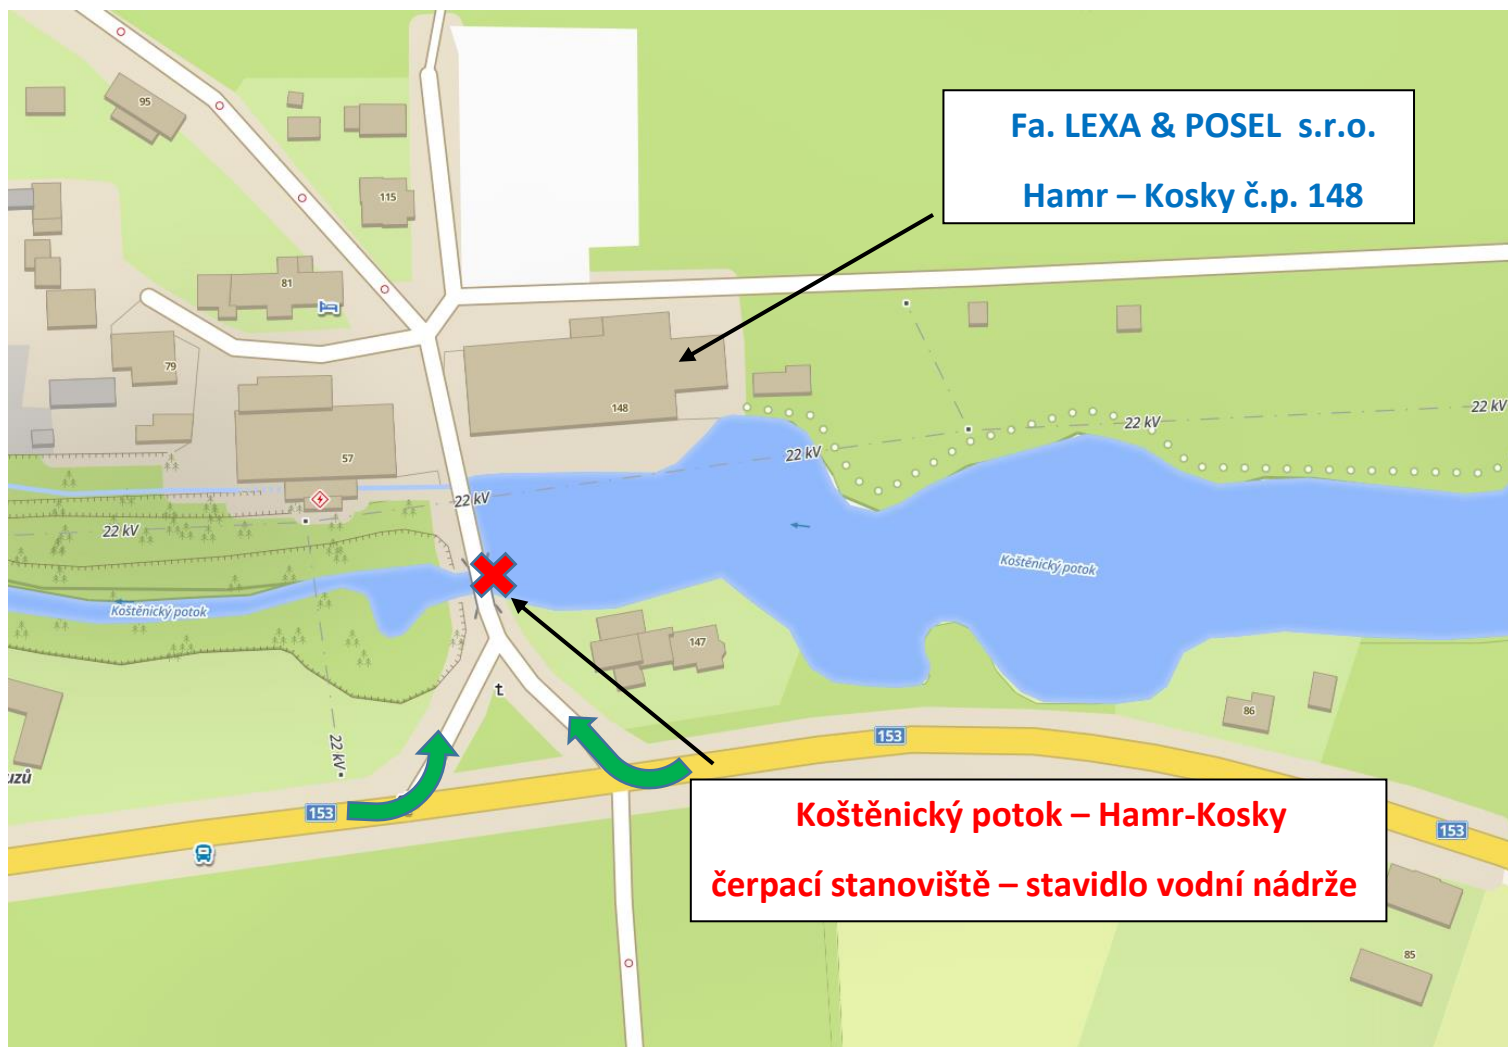 95
Fa. LEXA & POSEL s.r.o.
Hamr – Kosky č.p. 148
115
81
79
148
22 kV
22 kV
22 kV
57
22 kV
22 kV
Koštěnický potok
Koštěnický potok
147
t
86
22 kV
153
uzů
153
153
Koštěnický potok – Hamr-Kosky
čerpací stanoviště – stavidlo vodní nádrže
85